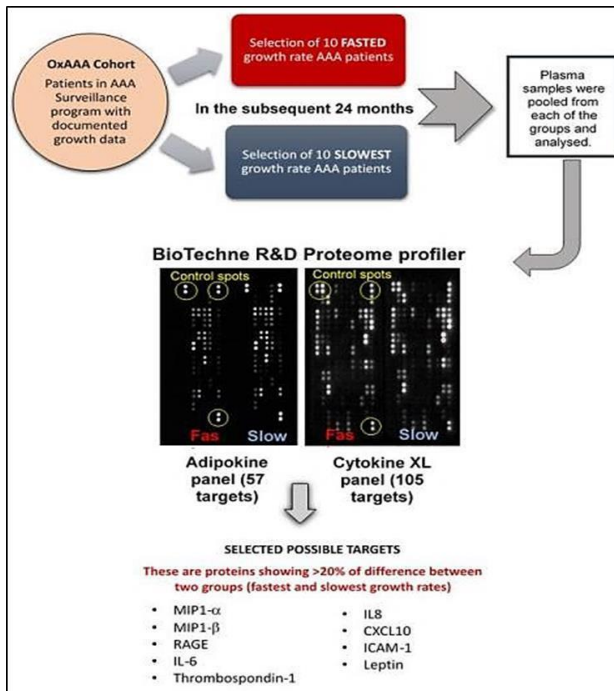 OxAAA Cohort
Patients in AAA
Surveillance
program with
documented
growth data
Selection of 10 FASTED
growth rate AAA patients
In the subsequent 24 months
Selection of 10 SLOWEST
growth rate AAA patients
Plasma
samples were
pooled from
each of the
groups and
analysed.
BioTechne R&D Proteome profiler
Control spots
Control spots
Fas
Slow
Fas
Slow
Adipokine
panel (57
targets)
Cytokine XL
panel (105
targets)
SELECTED POSSIBLE TARGETS
These are proteins showing >20% of difference between
two groups (fastest and slowest growth rates)
• MIP1-α
• MIP1-β
• RAGE
• IL-6
• Thrombospondin-1
• IL8
• CXCL10
• ICAM-1
• Leptin